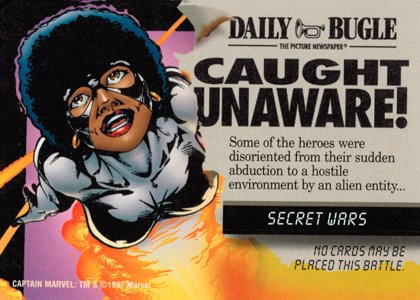 DAILY BUGLE
THE PICTURE NEWSPAPER®
CAUGHT
UNAWARE!
Some of the heroes were
disoriented from their sudden
abduction to a hostile
environment by an alien entity...
SECRET WARS
NO CARDS MAY BE
PLACED THIS BATTLE.
CAPTAIN MARVEL: TM & ©1997 Marvel